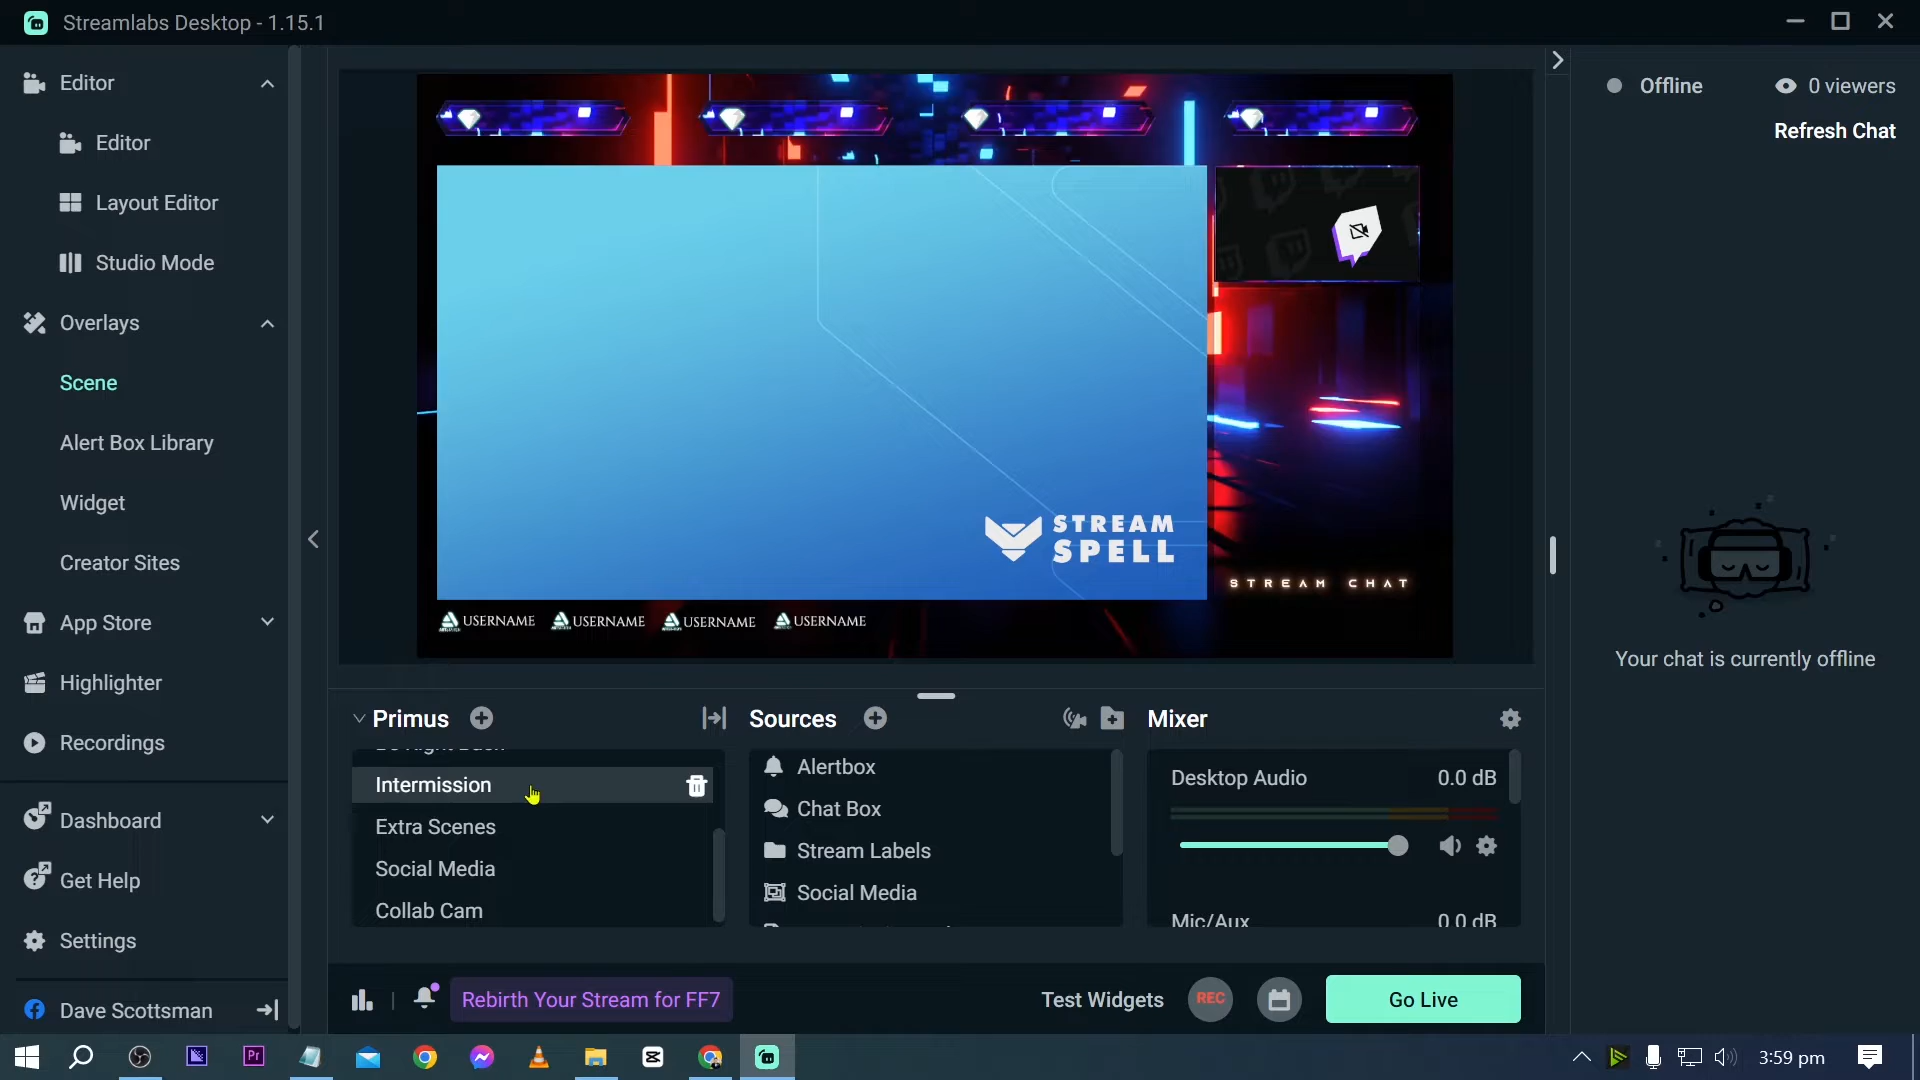 Streamlabs Desktop - 1.15.1
Editor
Editor
Layout Editor
Studio Mode
Overlays
Scene
Alert Box Library
Widget
Creator Sites
App Store
Highlighter
Recordings
Dashboard
Get Help
Settings
Dave Scottsman
STREAM
SPELL
STREAM CHAT
USERNAME USERNAME USERNAME USERNAME
Offline 0 viewers
Refresh Chat
Your chat is currently offline
Primus
Intermission
Extra Scenes
Social Media
Collab Cam
Sources
Alertbox
Chat Box
Stream Labels
Social Media
Mixer
Desktop Audio 0.0 dB
Mic/Aux 0.0 dB
Rebirth Your Stream for FF7
Test Widgets REC Go Live
Pr
3:59 pm